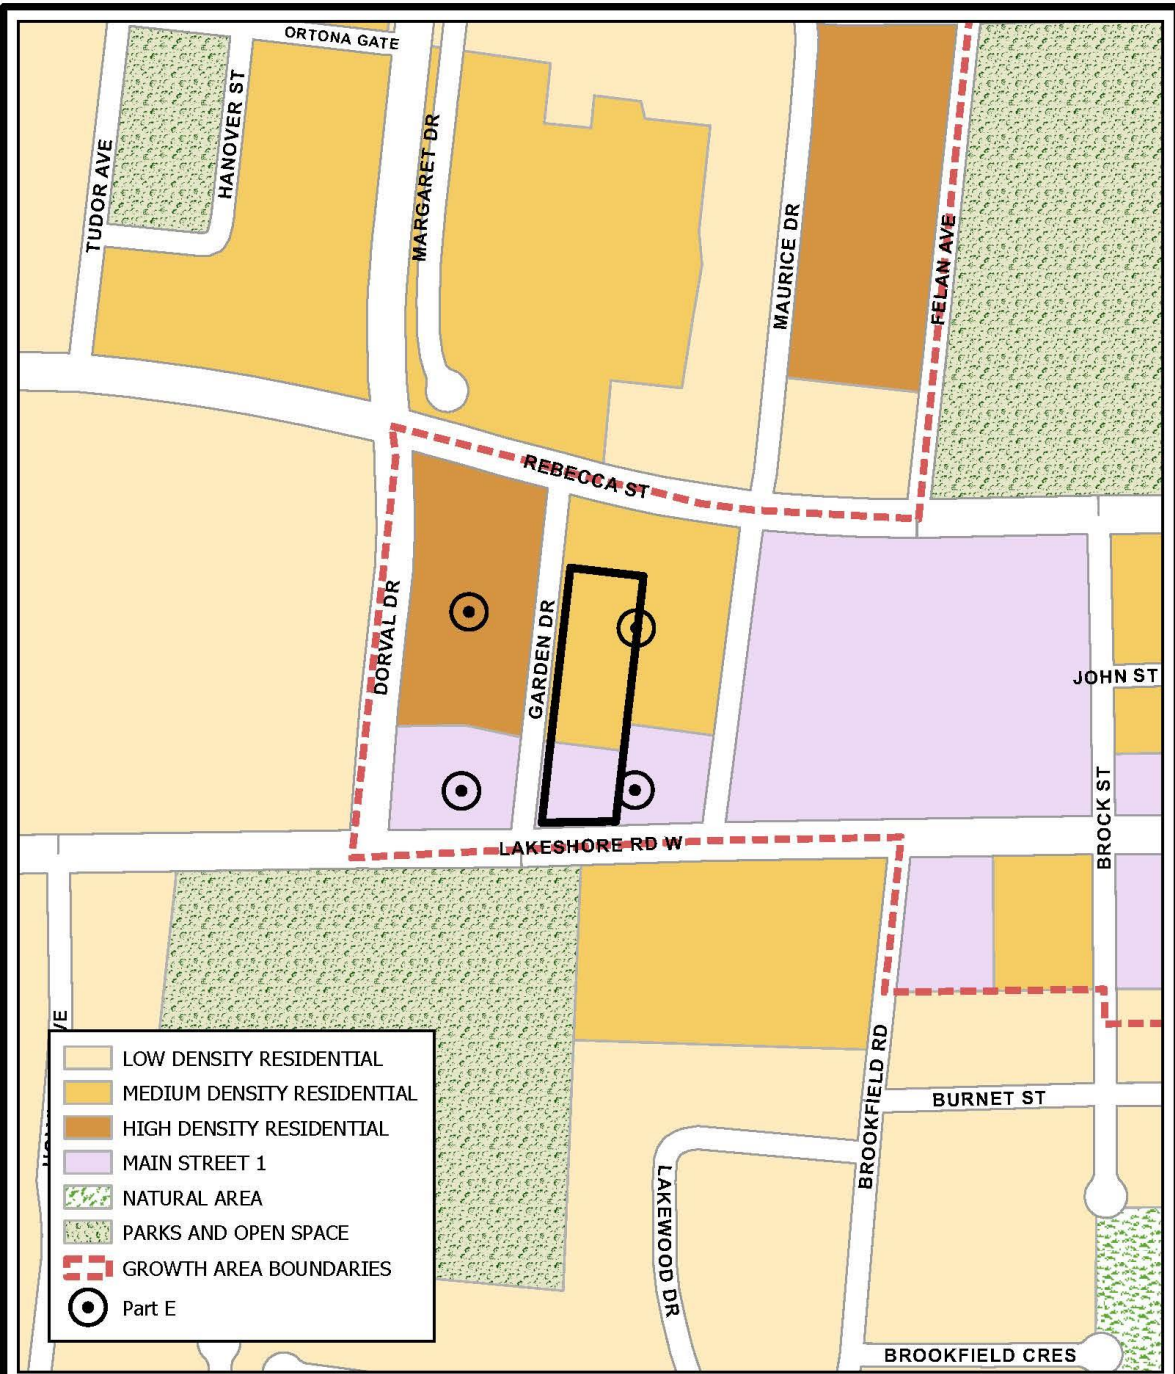 ORTONA GATE
HANOVER ST
TUDOR AVE
MARGARET DR
MAURICE DR
FELAN AVE
REBECCA ST
DORVAL DR
GARDEN DR
JOHN ST
BROCK ST
LAKESHORE RD W
BROOKFIELD RD
BURNET ST
LAKEWOOD DR
BROOKFIELD CRES
LOW DENSITY RESIDENTIAL
MEDIUM DENSITY RESIDENTIAL
HIGH DENSITY RESIDENTIAL
MAIN STREET 1
NATURAL AREA
PARKS AND OPEN SPACE
GROWTH AREA BOUNDARIES
Part E